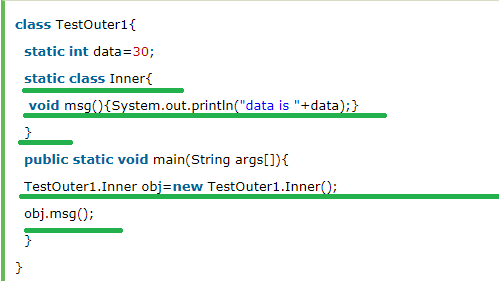 class TestOuter1{
static int data=30;
static class Inner{
void msg(){System.out.println("data is "+data);}
}
public static void main(String args[]){
TestOuter1.Inner obj=new TestOuter1.Inner();
obj.msg();
}
}